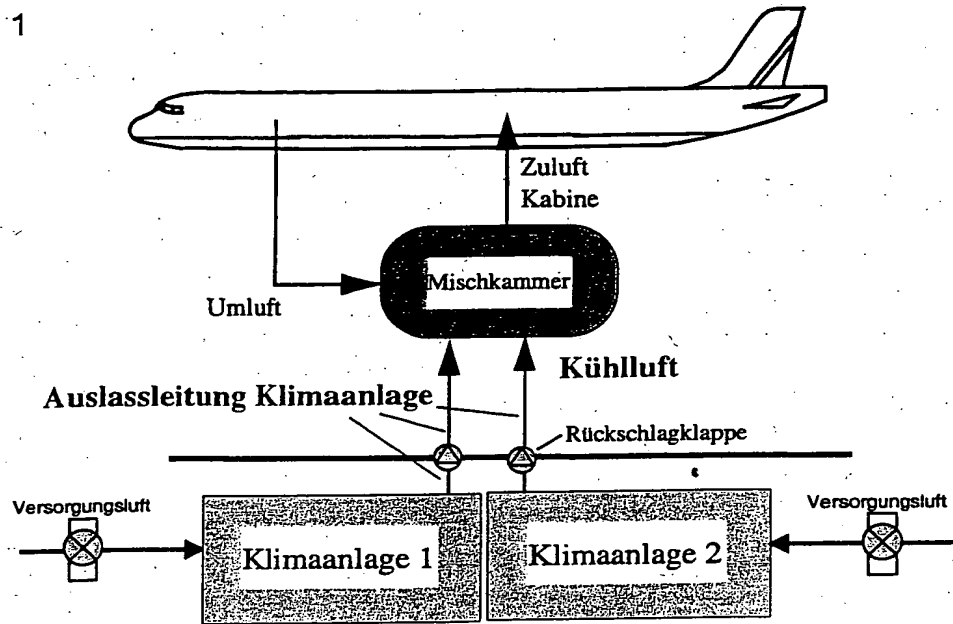 1
Zuluft
Kabine
Mischkammer
Umluft
Kühlluft
Auslassleitung Klimaanlage
Rückschlagklappe
Versorgungsluft
Versorgungsluft
Klimaanlage 1
Klimaanlage 2